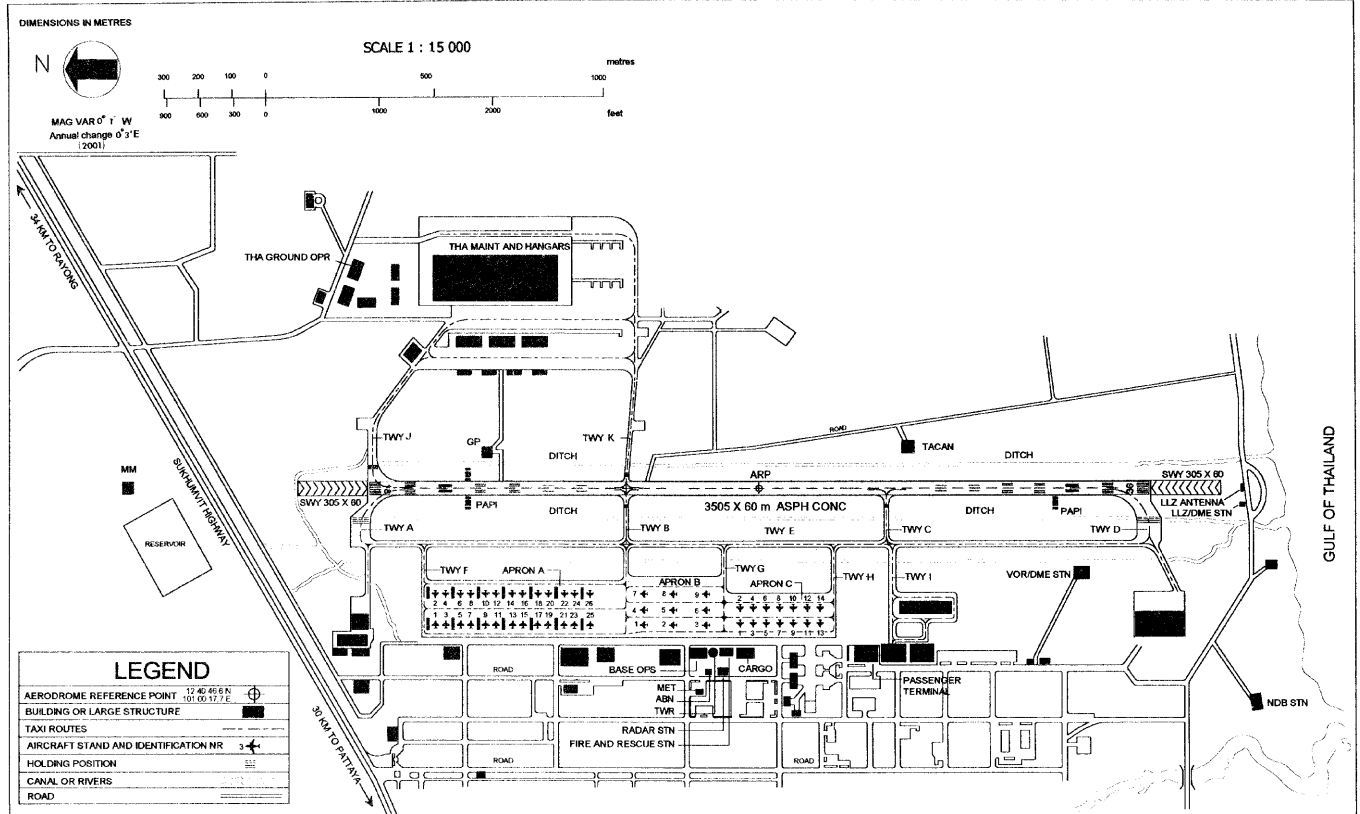 DIMENSIONS IN METRES
SCALE 1 : 15 000
N
metres
300 200 100 0 500 1000
900 600 300 0 1000 2000
feet
MAG VAR 0° 1' W
Annual change 0° 3' E
(2001)
34 KM TO RAYONG
THA GROUND OPR
THA MAINT AND HANGARS
TWY J
GP
TWY K
DITCH
ROAD
TACAN
DITCH
MM
SUKHUMVIT HIGHWAY
ARP
SWY 305 X 60
SWY 305 X 60
36
PAPI
DITCH
3505 X 60 m ASPH CONC
DITCH
PAPI
LLZ ANTENNA
LLZ/DME STN
GULF OF THAILAND
RESERVOIR
TWY A
TWY B
TWY E
TWY C
TWY D
TWY F
APRON A
APRON B
TWY G
APRON C
TWY H
TWY I
VOR/DME STN
2 4 6 8 10 12 14 16 18 20 22 24 26
7 8 9
2 4 6 8 10 12 14
4 5 6
1 3 5 7 9 11 13 15 17 19 21 23 25
1 2 3
1 3 5 7 9 11 13
ROAD
BASE OPS
CARGO
PASSENGER
TERMINAL
MET
ABN
TWR
RADAR STN
FIRE AND RESCUE STN
NDB STN
ROAD
ROAD
30 KM TO PATTAYA
LEGEND
AERODROME REFERENCE POINT 12 40 46.6 N
101 00 17.7 E
BUILDING OR LARGE STRUCTURE
TAXI ROUTES
AIRCRAFT STAND AND IDENTIFICATION NR 3
HOLDING POSITION
CANAL OR RIVERS
ROAD